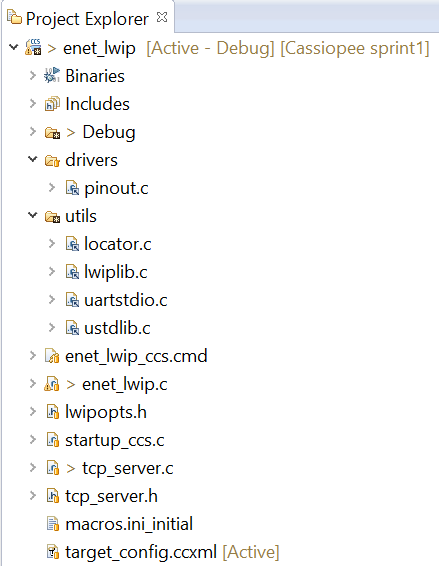 Project Explorer
> enet_lwip [Active - Debug] [Cassiopee sprint1]
Binaries
Includes
> Debug
drivers
pinout.c
utils
locator.c
lwiplib.c
uartstdio.c
ustdlib.c
enet_lwip_ccs.cmd
> enet_lwip.c
lwipopts.h
startup_ccs.c
> tcp_server.c
tcp_server.h
macros.ini_initial
target_config.ccxml [Active]